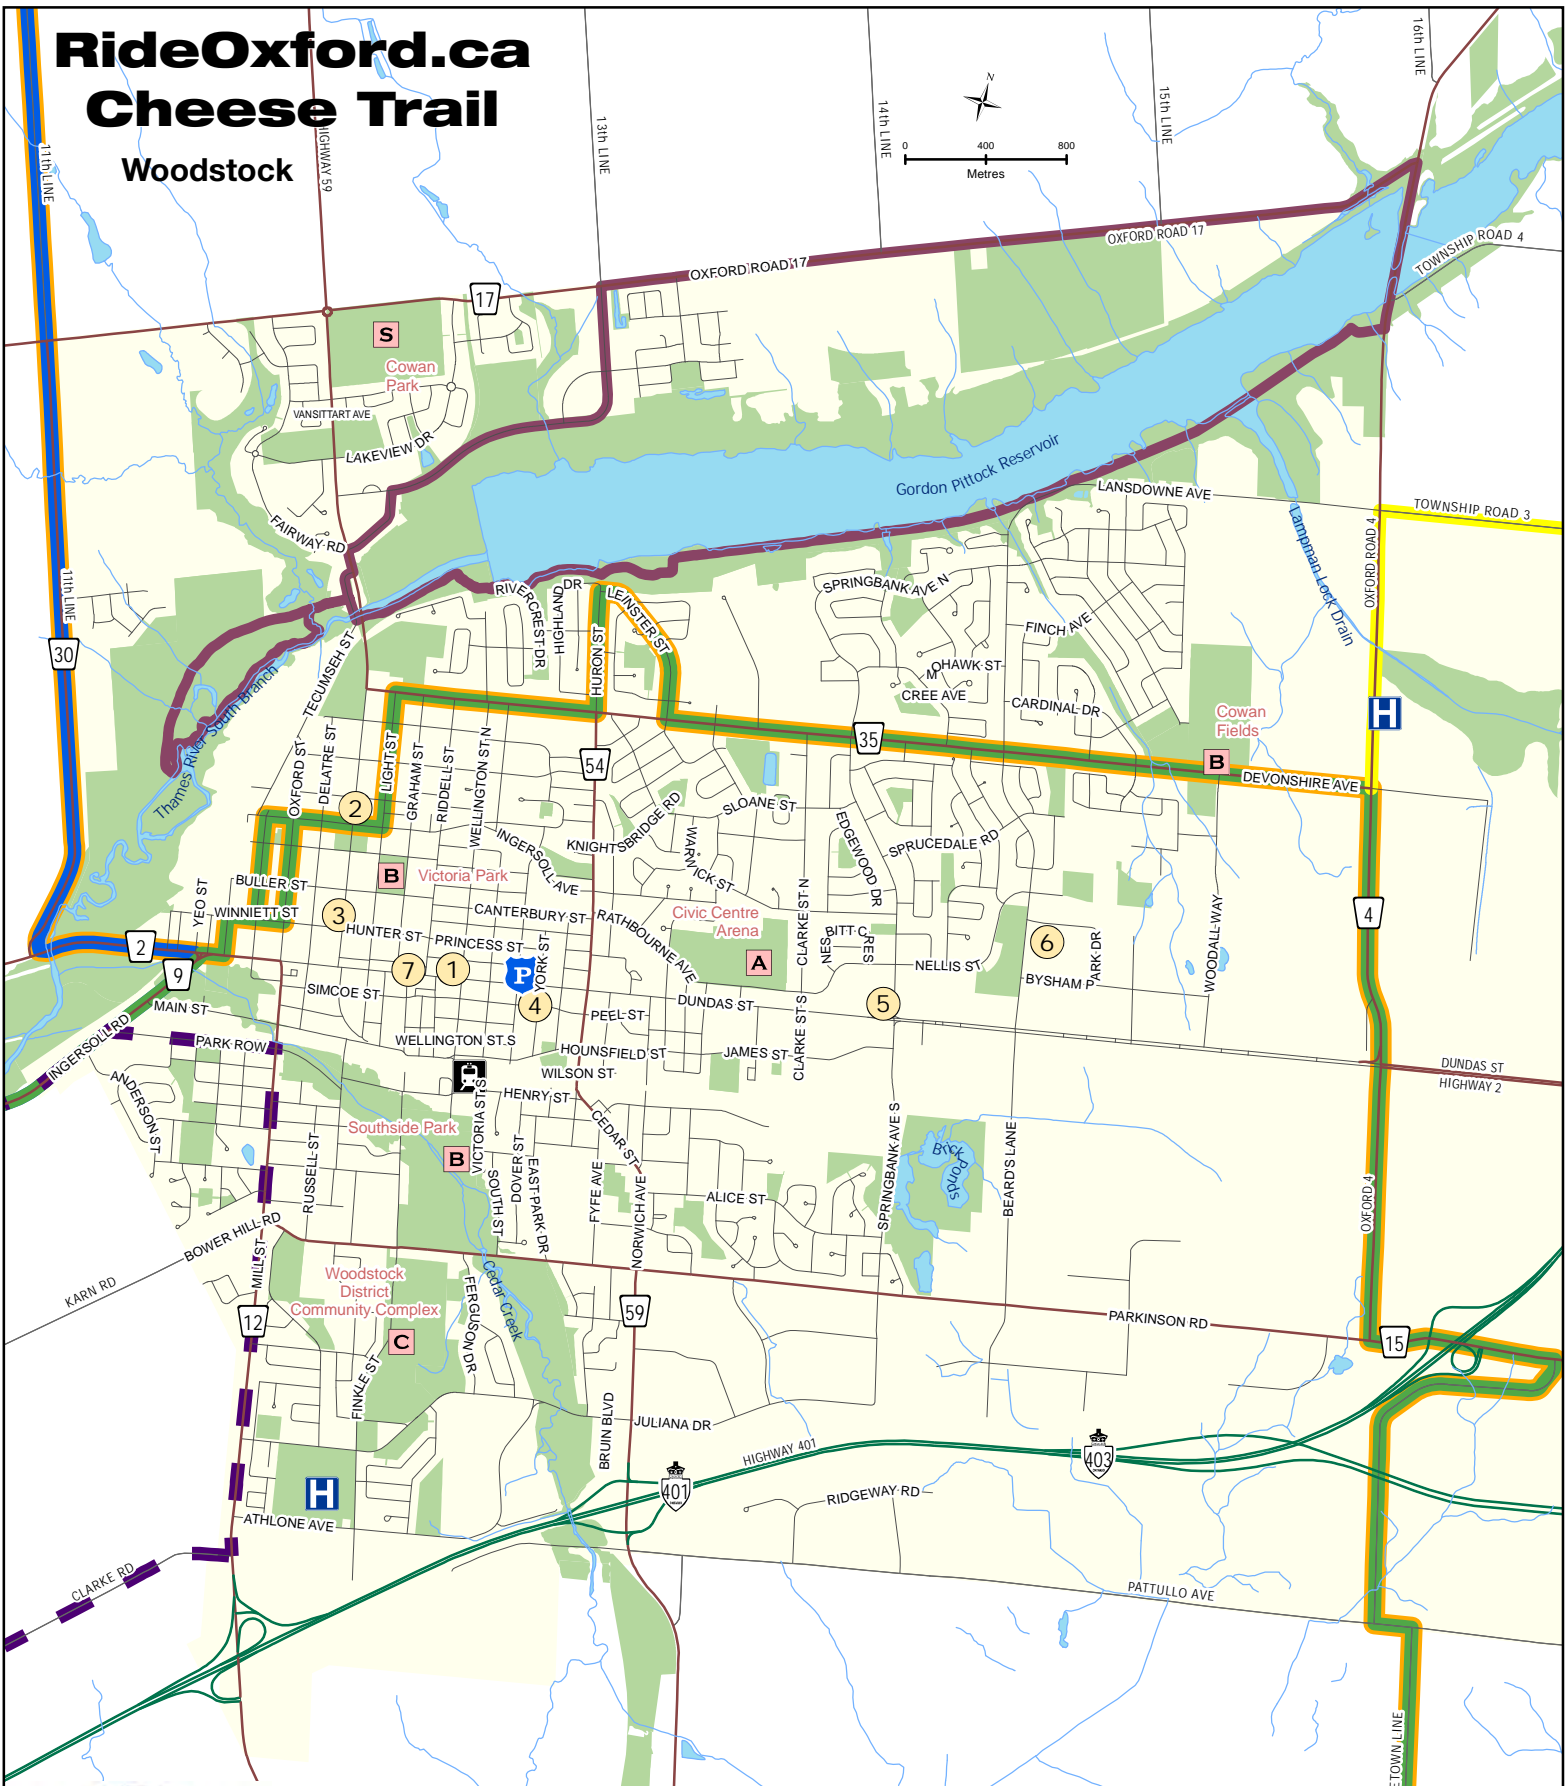 RideOxford.ca
Cheese Trail
Woodstock
11th LINE
HIGHWAY 59
13th LINE
14th LINE
15th LINE
16th LINE
N
0 400 800
Metres
OXFORD ROAD 17
OXFORD ROAD 17
TOWNSHIP ROAD 4
17
S
Cowan
Park
VANSITTART AVE
LAKEVIEW DR
FAIRWAY RD
Gordon Pittock Reservoir
LANSDOWNE AVE
TOWNSHIP ROAD 3
Lampman Lock Drain
OXFORD ROAD 4
11th LINE
30
RIVERCREST DR
HIGHLAND DR
LEINSTER ST
HURON ST
SPRINGBANK AVE N
FINCH AVE
MOHAWK ST
CREE AVE
CARDINAL DR
TECUMSEH ST
Thames River South Branch
Cowan
Fields
H
B
35
DEVONSHIRE AVE
54
OXFORD ST
DELATRE ST
LIGHT ST
GRAHAM ST
RIDDELL ST
WELLINGTON ST N
2
KNIGHTSBRIDGE RD
SLOANE ST
WARWICK ST
EDGEWOOD DR
SPRUCEDALE RD
INGERSOLL AVE
B
Victoria Park
BULLER ST
YEO ST
WINNIETT ST
3
HUNTER ST
CANTERBURY ST
RATHBOURNE AVE
PRINCESS ST
YORK ST
Civic Centre
Arena
A
CLARKE ST N
NELLIS ST
6
BYSHAM PARK DR
WOODALL WAY
4
2
9
7
1
P
4
5
SIMCOE ST
MAIN ST
PARK ROW
INGERSOLL RD
DUNDAS ST
PEEL ST
WELLINGTON ST.S
HOUNSFIELD ST
JAMES ST
WILSON ST
CLARKE ST S
DUNDAS ST
HIGHWAY 2
HENRY ST
CEDAR ST
ANDERSON ST
Southside Park
B
VICTORIA ST S
RUSSELL ST
SOUTH ST
DOVER ST
EAST PARK DR
FYFE AVE
NORWICH AVE
ALICE ST
SPRINGBANK AVE S
Brick
Ponds
BEARD'S LANE
OXFORD 4
BOWER HILL RD
KARN RD
MILL ST
Woodstock
District
Community Complex
C
12
FERGUSON DR
Cedar Creek
59
PARKINSON RD
15
FINKLE ST
BRUIN BLVD
JULIANA DR
HIGHWAY 401
401
403
H
ATHLONE AVE
RIDGEWAY RD
CLARKE RD
PATTULLO AVE
ETOWN LINE